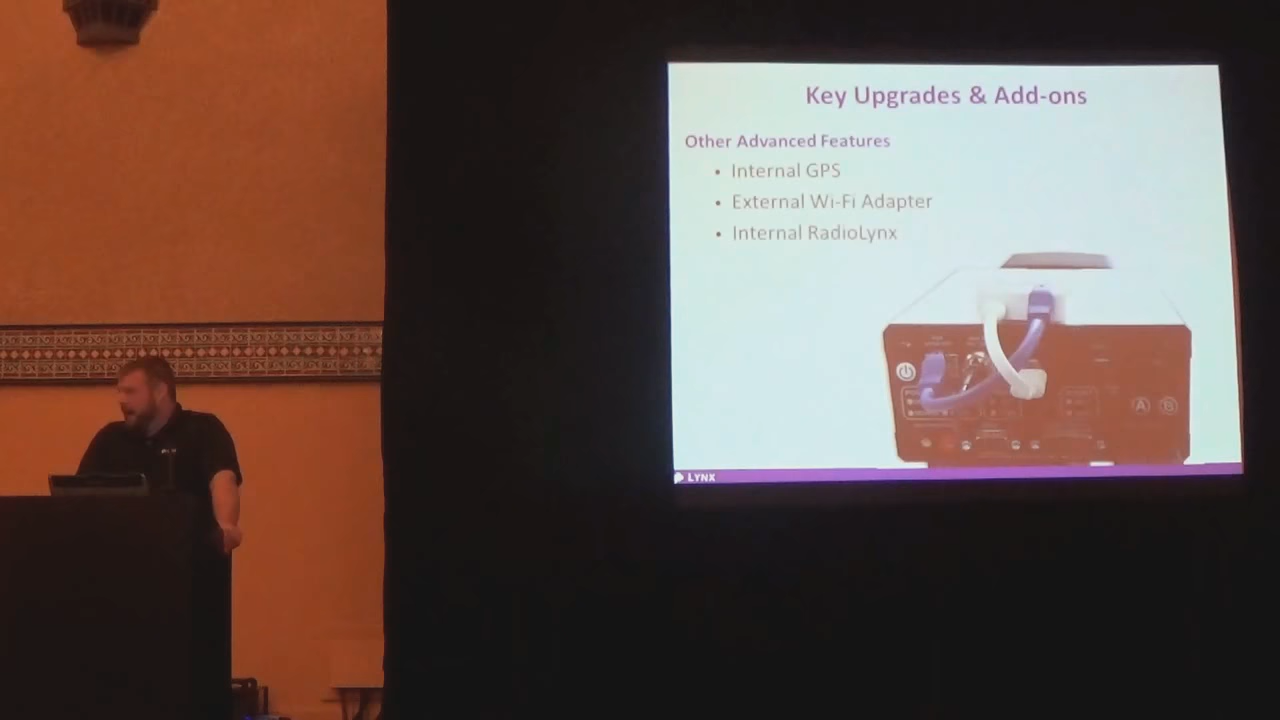 Key Upgrades & Add-ons
Other Advanced Features
• Internal GPS
• External Wi-Fi Adapter
• Internal RadioLynx
A B
LYNX